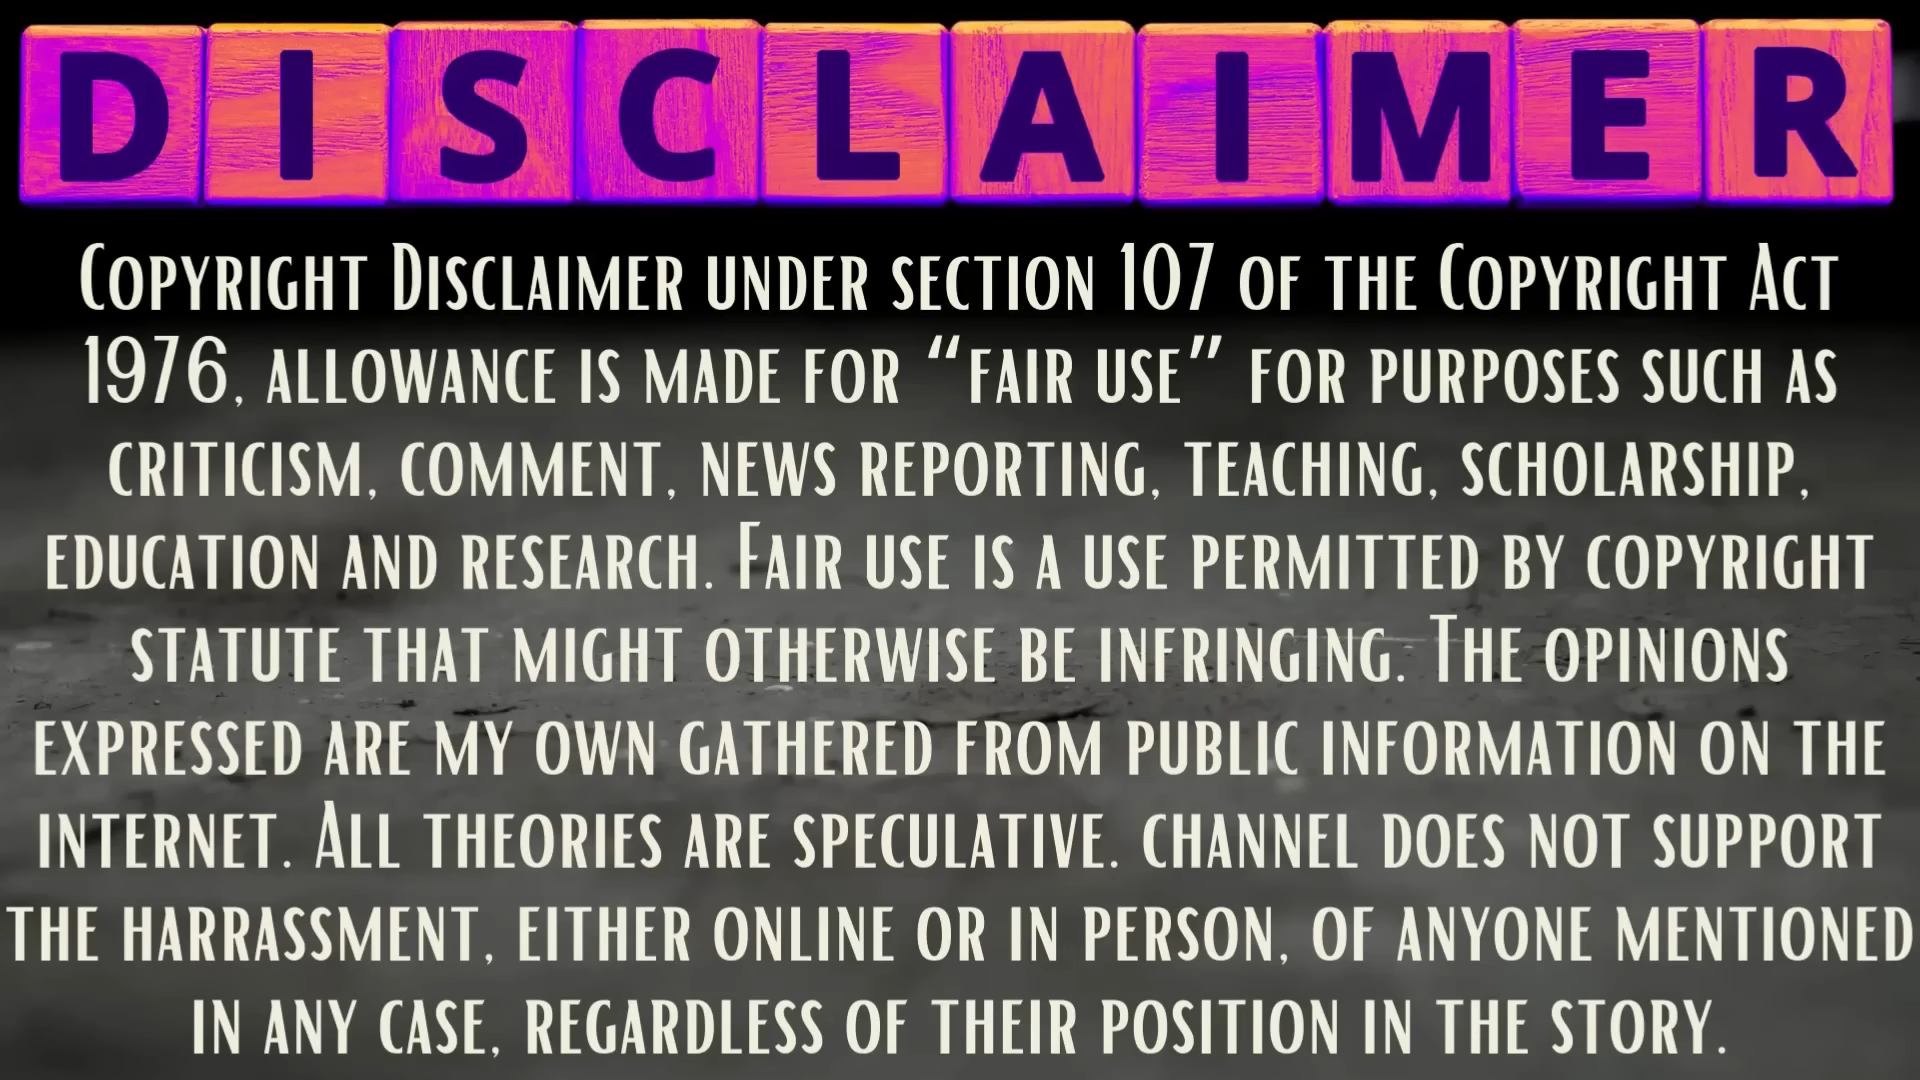 DISCLAIMER
Copyright Disclaimer under section 107 of the Copyright Act
1976, allowance is made for “fair use” for purposes such as
criticism, comment, news reporting, teaching, scholarship,
education and research. Fair use is a use permitted by copyright
statute that might otherwise be infringing. The opinions
expressed are my own gathered from public information on the
internet. All theories are speculative. channel does not support
the harrassment, either online or in person, of anyone mentioned
in any case, regardless of their position in the story.